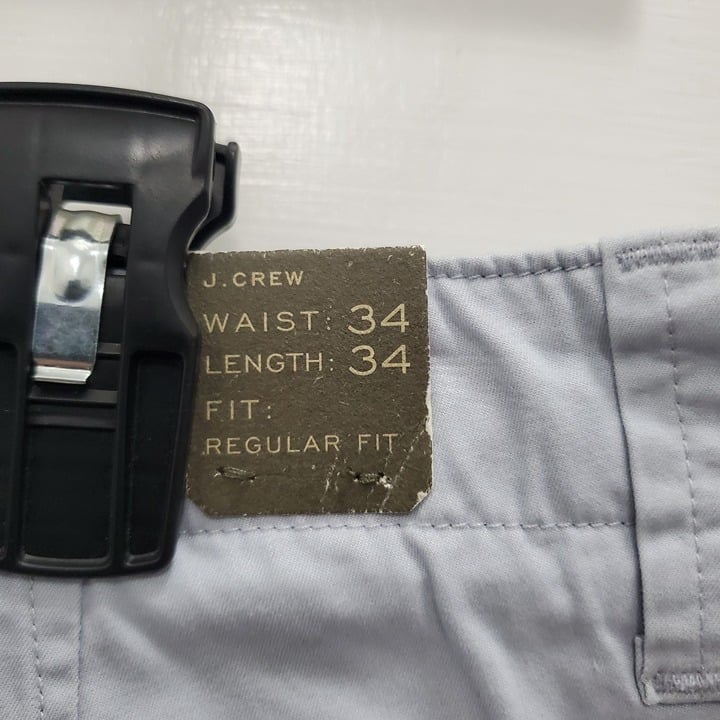 J.CREW
WAIST: 34
LENGTH: 34
FIT:
REGULAR FIT